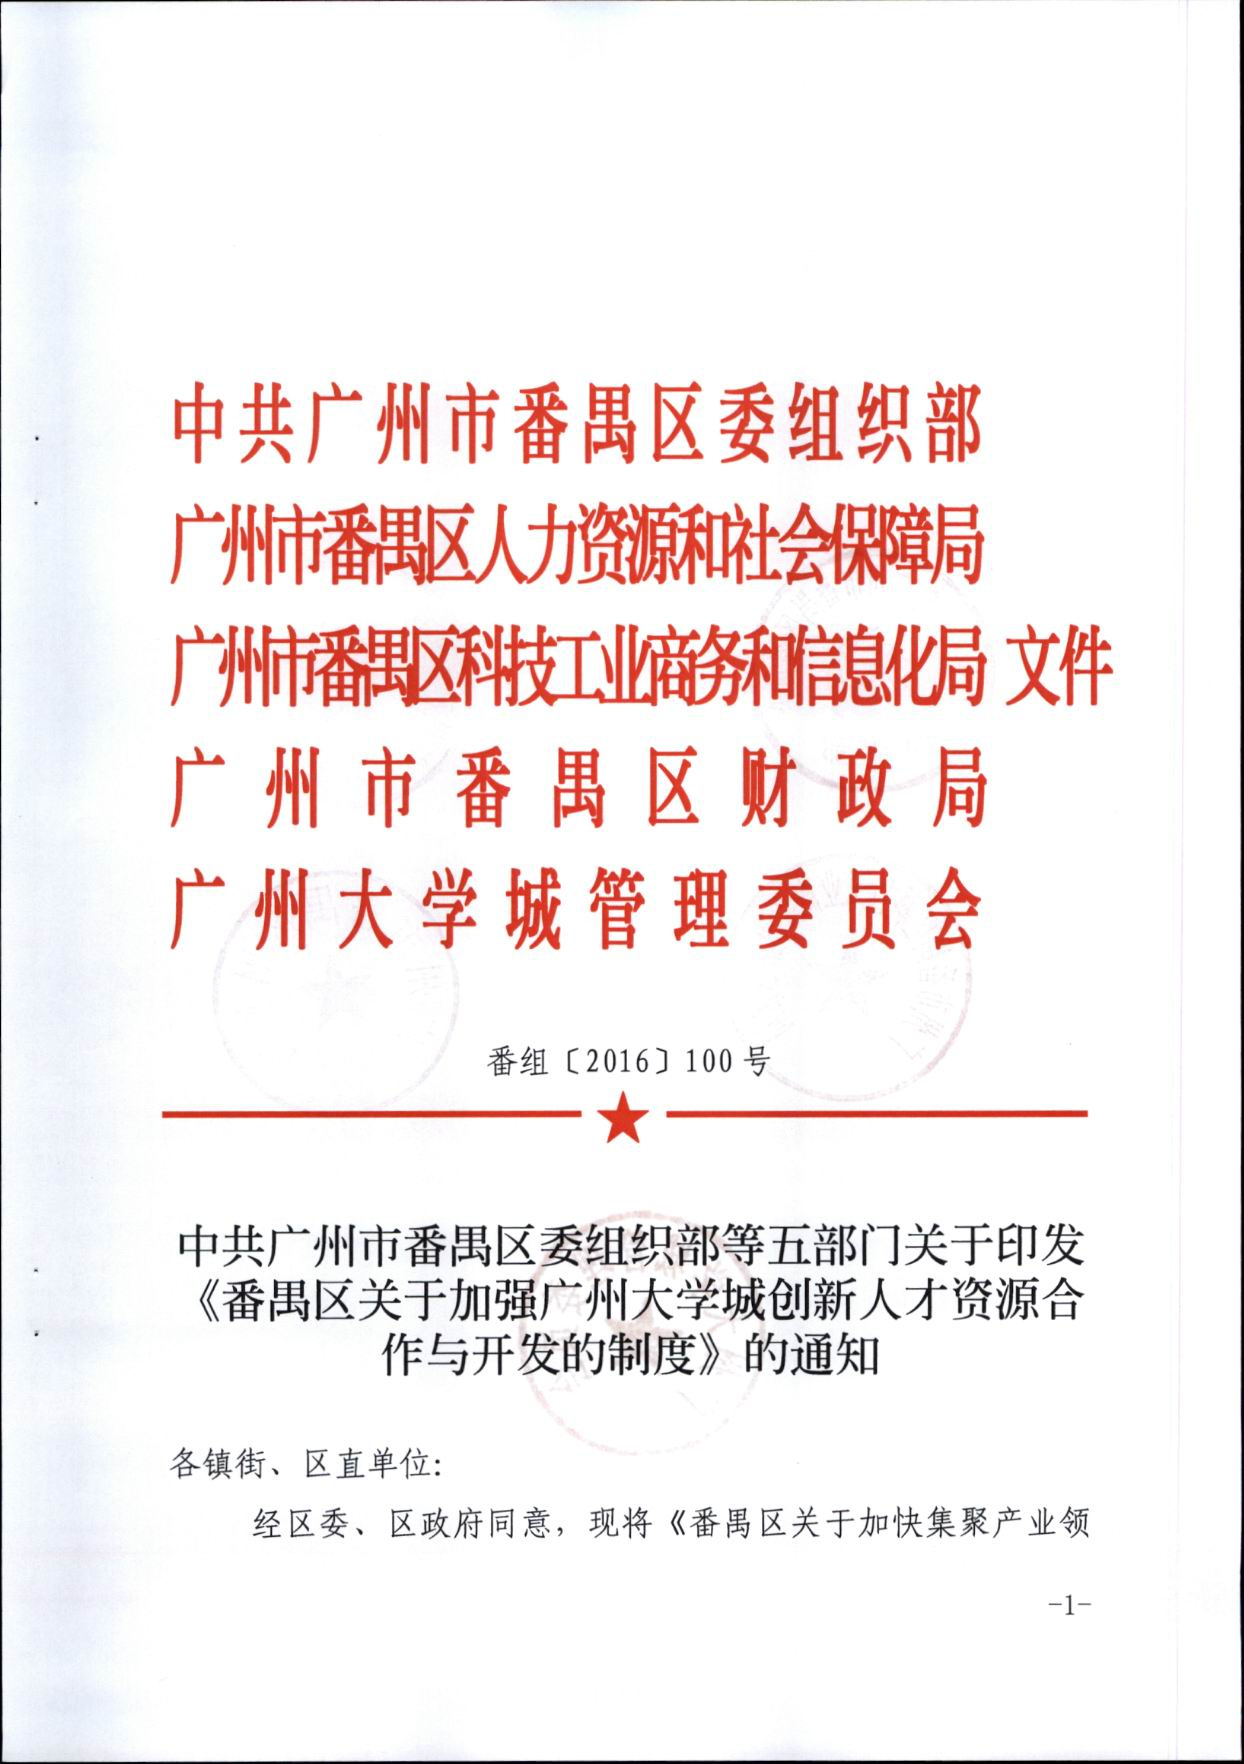 中共广州市番禺区委组织部
广州市番禺区人力资源和社会保障局
广州市番禺区科技工业商务和信息化局 文件
广州市番禺区财政局
广州大学城管理委员会
番组〔2016〕100号
中共广州市番禺区委组织部等五部门关于印发
《番禺区关于加强广州大学城创新人才资源合
作与开发的制度》的通知
各镇街、区直单位:
经区委、区政府同意，现将《番禺区关于加快集聚产业领
-1-